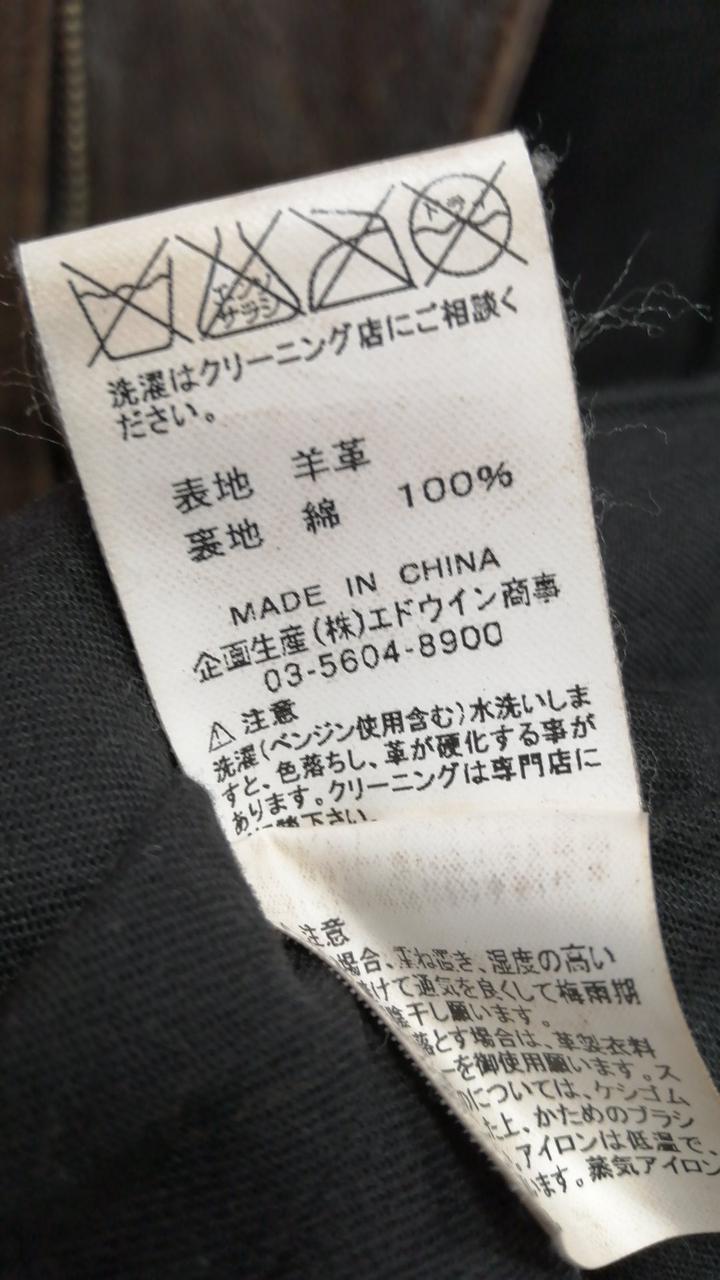 ドライ
エンソ
サラシ
洗濯はクリーニング店にご相談く
ださい。
表地 羊革
裏地 綿 100%
MADE IN CHINA
企画生産(株)エドウイン商事
03-5604-8900
⚠ 注意
洗濯(ベンジン使用含む)水洗いしま
すと、色落ちし、革が硬化する事が
あります。クリーニングは専門店に
下さい。
注意
場合、重ね置き、湿度の高い
けて通気を良くして梅雨期
陰干し願います。
落とす場合は、革製衣料
ーを御使用願います。ス
のについては、ケシゴム
た上、かためのブラシ
アイロンは低温で、
います。蒸気アイロン